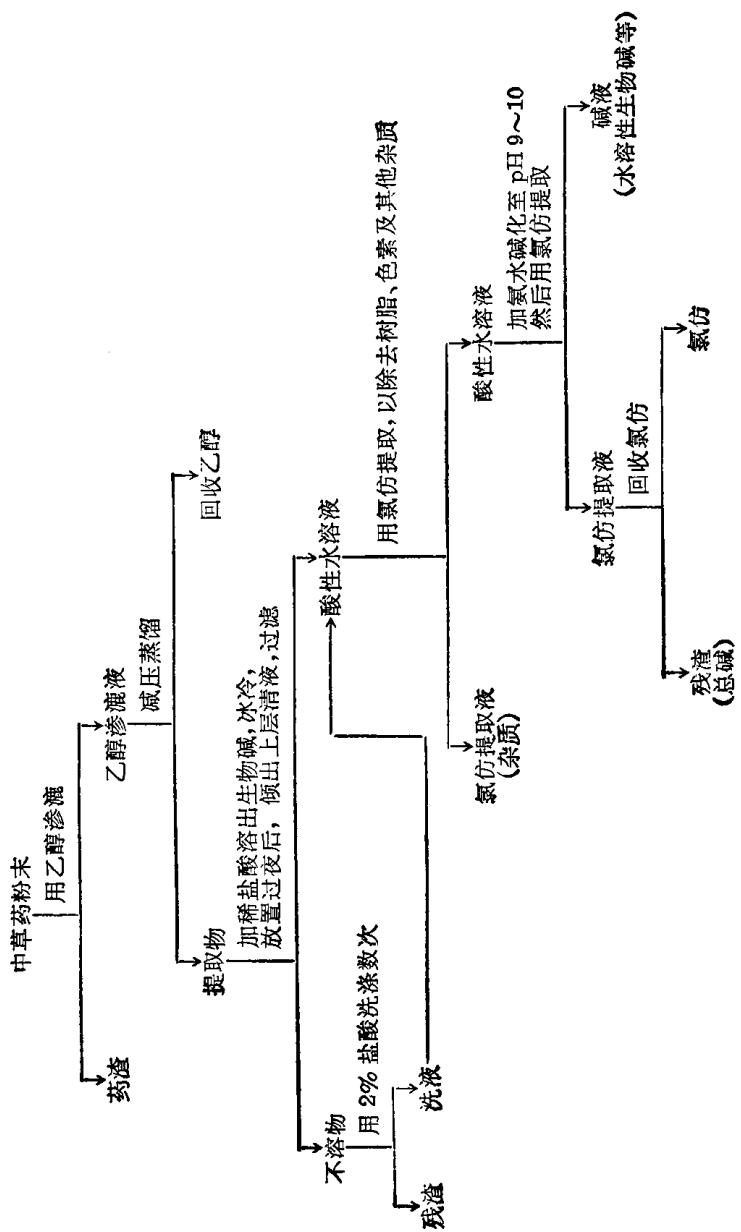 中草药粉末
用乙醇渗漉
药渣
乙醇渗漉液
减压蒸馏
提取物
回收乙醇
加稀盐酸溶出生物碱,冰冷,
放置过夜后,倾出上层清液,过滤
不溶物
酸性水溶液
用 2% 盐酸洗涤数次
用氯仿提取,以除去树脂、色素及其他杂质
残渣
洗液
氯仿提取液
(杂质)
酸性水溶液
加氨水碱化至 pH 9~10
然后用氯仿提取
氯仿提取液
碱液
(水溶性生物碱等)
回收氯仿
残渣
(总碱)
氯仿